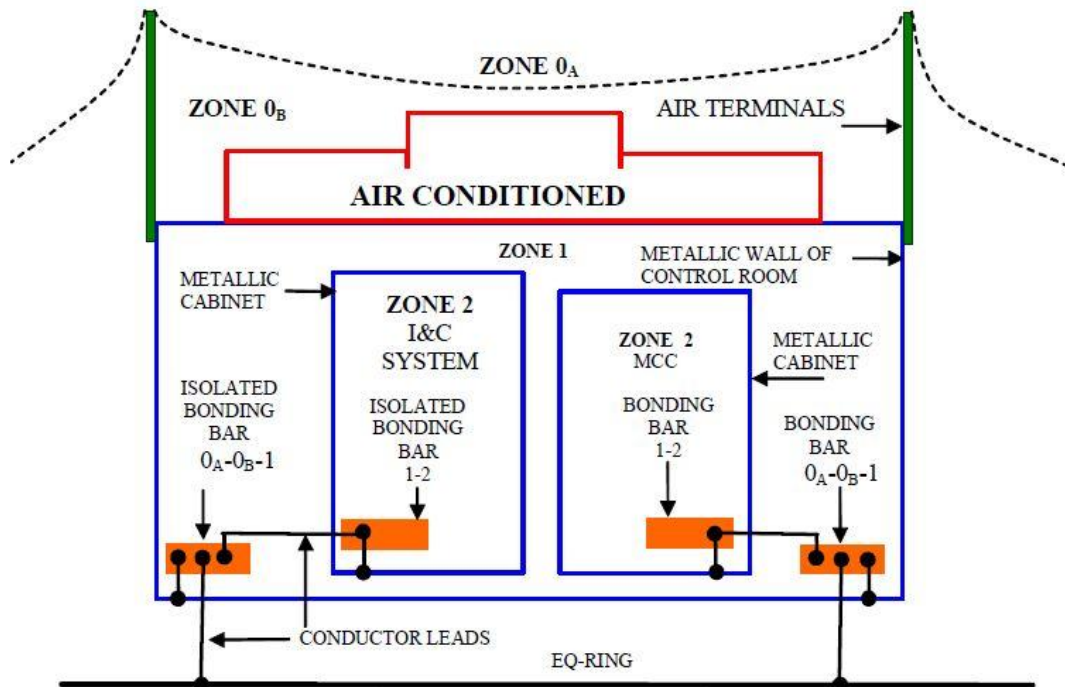 ZONE 0A
ZONE 0B
AIR TERMINALS
AIR CONDITIONED
ZONE 1
METALLIC WALL OF
CONTROL ROOM
METALLIC
CABINET
ZONE 2
I&C
SYSTEM
ZONE 2
MCC
METALLIC
CABINET
ISOLATED
BONDING
BAR
0A-0B-1
ISOLATED
BONDING
BAR
1-2
BONDING
BAR
1-2
BONDING
BAR
0A-0B-1
CONDUCTOR LEADS
EQ-RING